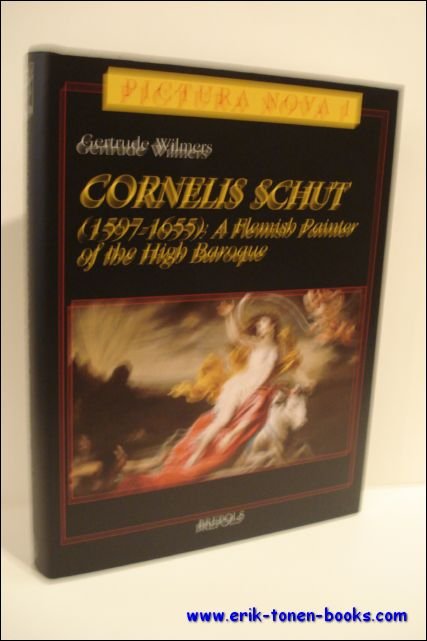 PICTURA NOVA I
Gertrude Wilmers
CORNELIS SCHUT
(1597-1655): A Flemish Painter
of the High Baroque
BREPOLS
www.erik-tonen-books.com